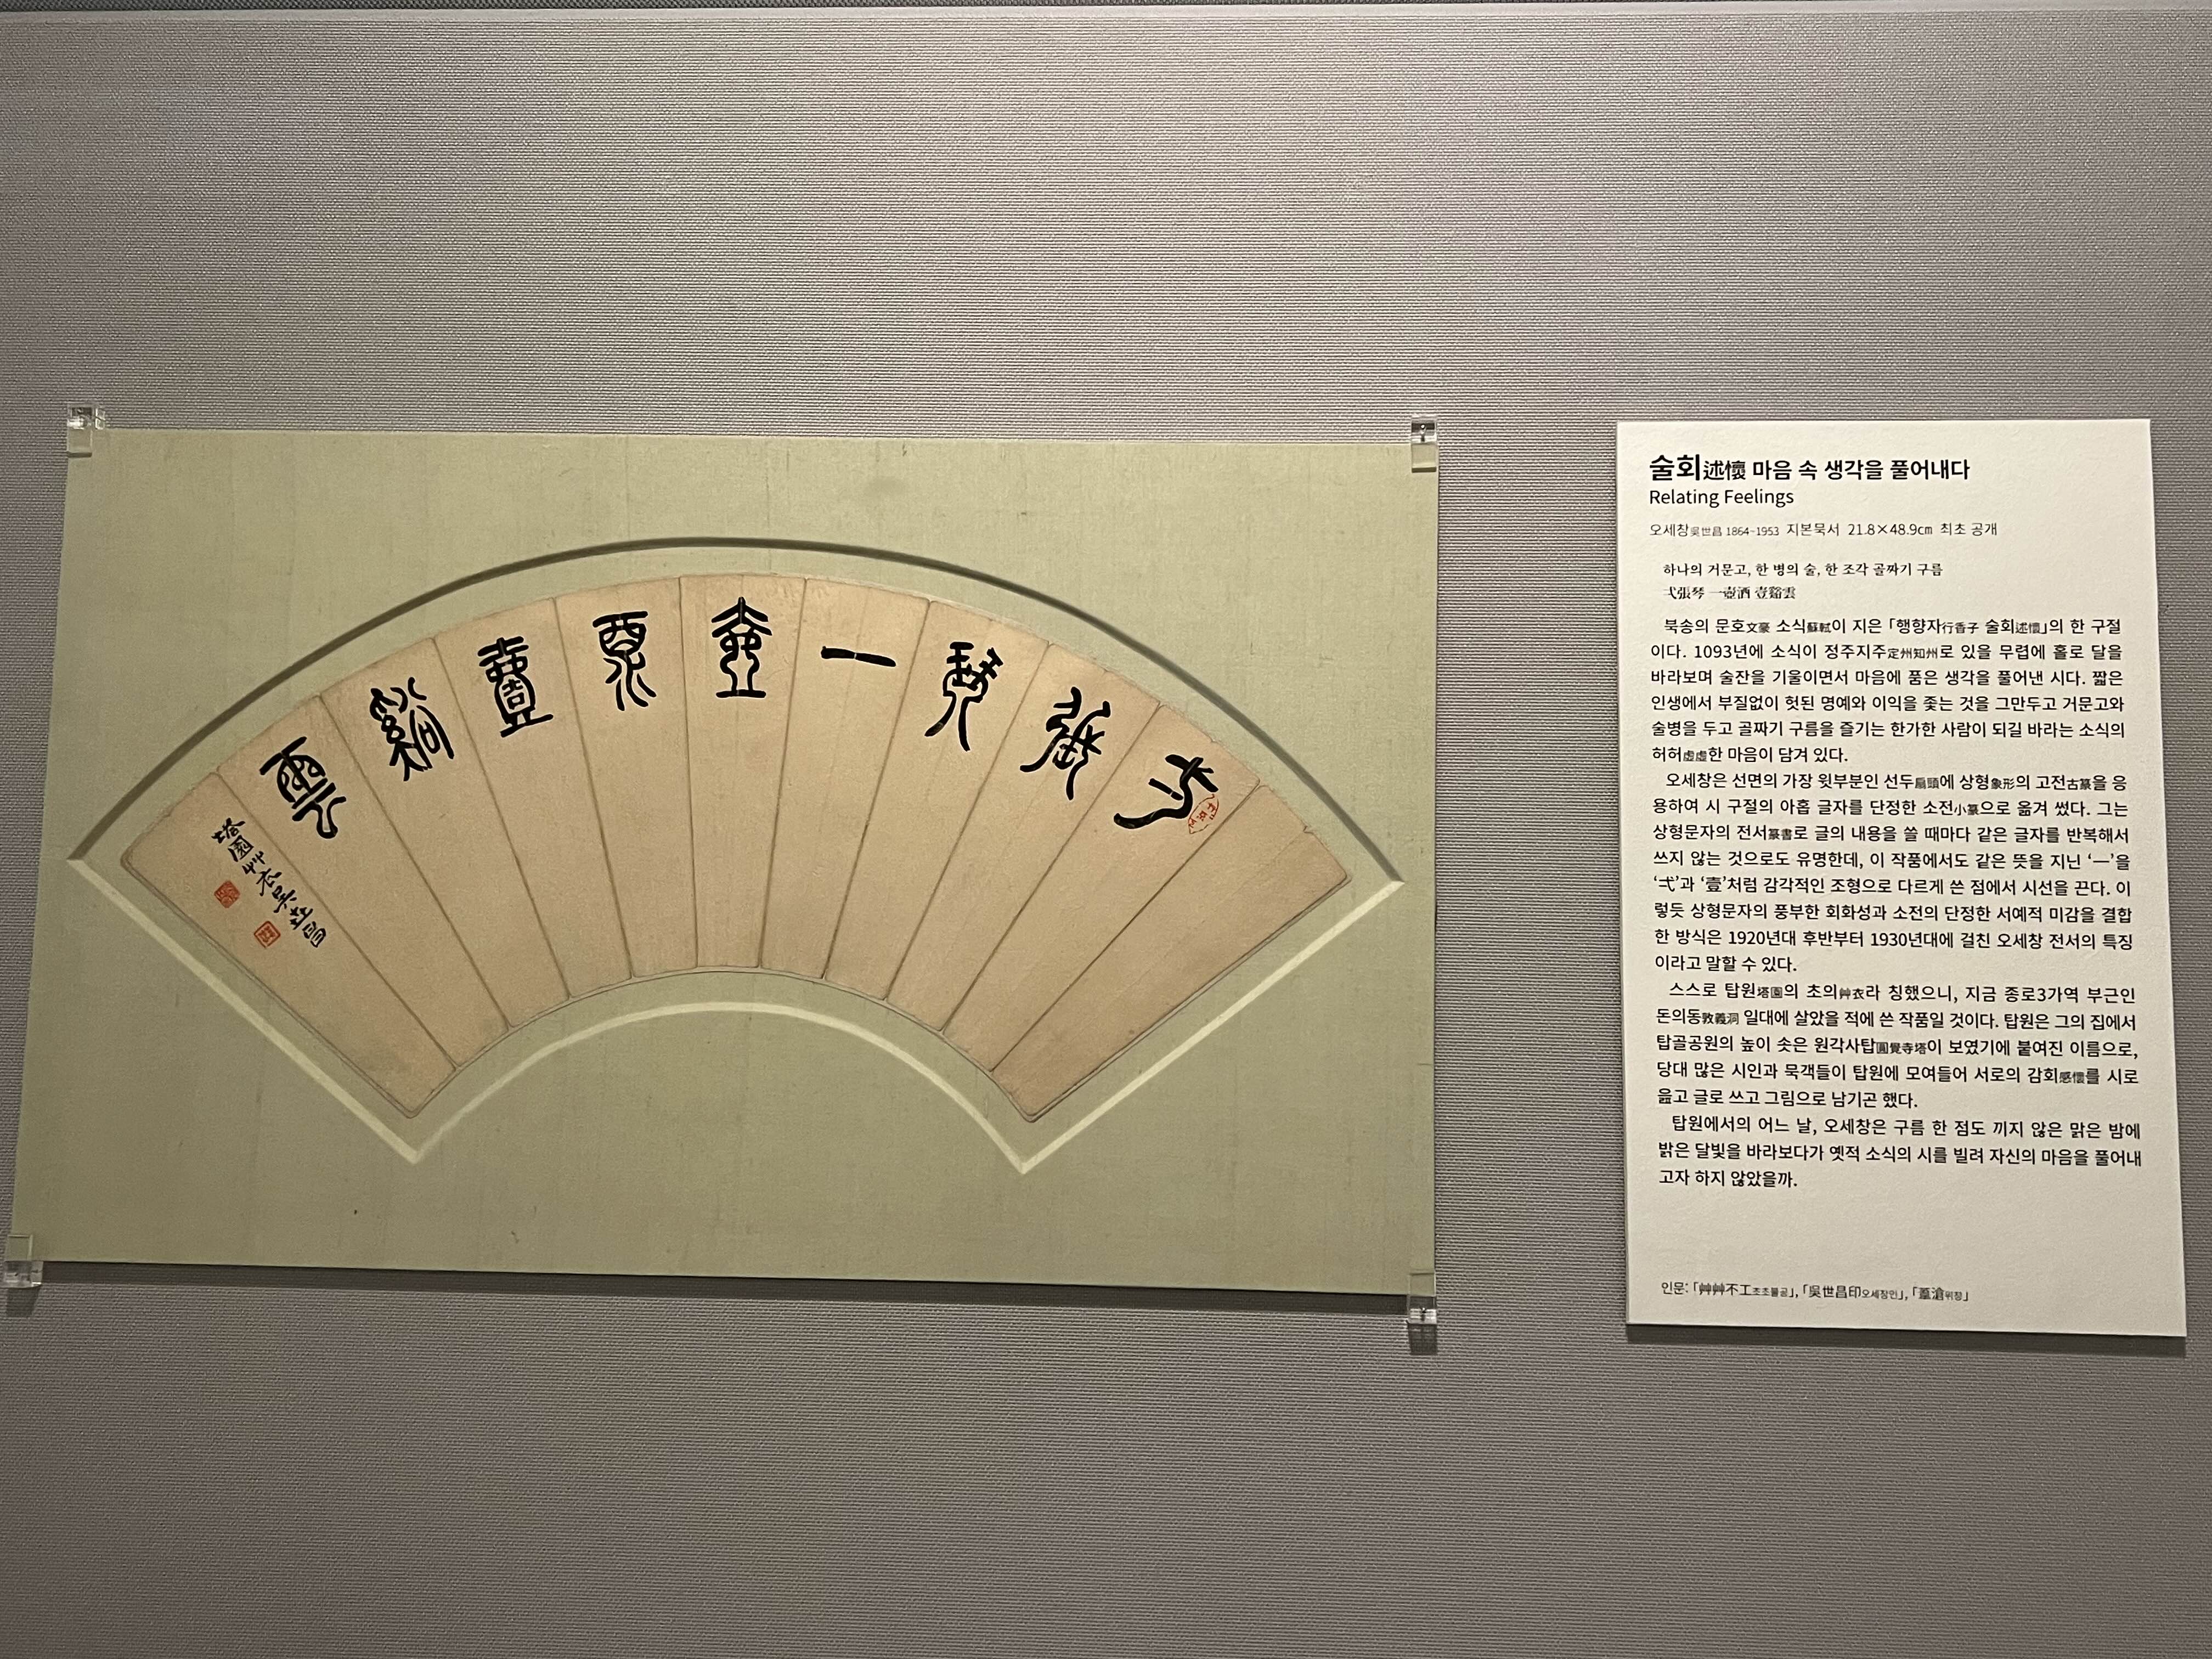 弌張琴一壺酒壹谿雲
塔園艸衣吳世昌
술회述懷 마음 속 생각을 풀어내다
Relating Feelings
오세창吳世昌 1864~1953 지본묵서 21.8×48.9㎝ 최초 공개
하나의 거문고, 한 병의 술, 한 조각 골짜기 구름
弌張琴 一壺酒 壹谿雲
북송의 문호文豪 소식蘇軾이 지은 「행향자行香子 술회述懷」의 한 구절
이다. 1093년에 소식이 정주지주定州知州로 있을 무렵에 홀로 달을
바라보며 술잔을 기울이면서 마음에 품은 생각을 풀어낸 시다. 짧은
인생에서 부질없이 헛된 명예와 이익을 좇는 것을 그만두고 거문고와
술병을 두고 골짜기 구름을 즐기는 한가한 사람이 되길 바라는 소식의
허허虛虛한 마음이 담겨 있다.
오세창은 선면의 가장 윗부분인 선두扇頭에 상형象形의 고전古篆을 응
용하여 시 구절의 아홉 글자를 단정한 소전小篆으로 옮겨 썼다. 그는
상형문자의 전서篆書로 글의 내용을 쓸 때마다 같은 글자를 반복해서
쓰지 않는 것으로도 유명한데, 이 작품에서도 같은 뜻을 지닌 ‘一’을
‘弌’과 ‘壹’처럼 감각적인 조형으로 다르게 쓴 점에서 시선을 끈다. 이
렇듯 상형문자의 풍부한 회화성과 소전의 단정한 서예적 미감을 결합
한 방식은 1920년대 후반부터 1930년대에 걸친 오세창 전서의 특징
이라고 말할 수 있다.
스스로 탑원塔園의 초의艸衣라 칭했으니, 지금 종로3가역 부근인
돈의동敦義洞 일대에 살았을 적에 쓴 작품일 것이다. 탑원은 그의 집에서
탑골공원의 높이 솟은 원각사탑圓覺寺塔이 보였기에 붙여진 이름으로,
당대 많은 시인과 묵객들이 탑원에 모여들어 서로의 감회感懷를 시로
읊고 글로 쓰고 그림으로 남기곤 했다.
탑원에서의 어느 날, 오세창은 구름 한 점도 끼지 않은 맑은 밤에
밝은 달빛을 바라보다가 옛적 소식의 시를 빌려 자신의 마음을 풀어내
고자 하지 않았을까.
인문: 「艸艸不工초초불공」, 「吳世昌印오세창인」, 「葦滄위창」